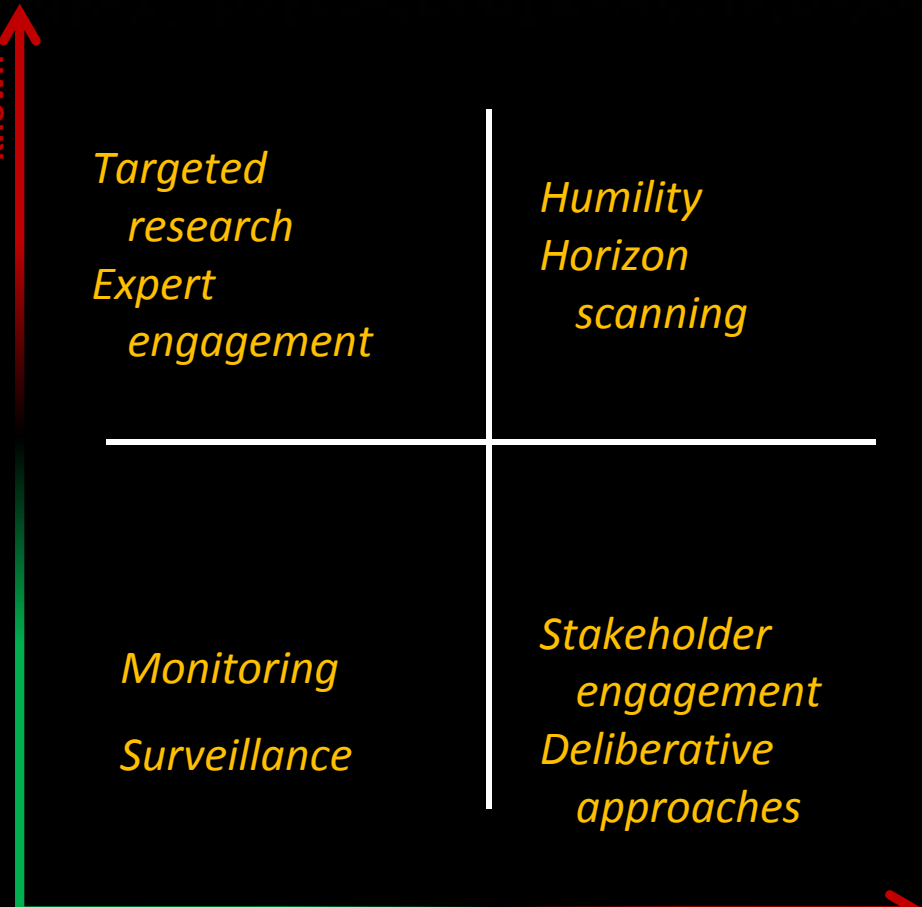 Targeted
research
Expert
engagement
Humility
Horizon
scanning
Monitoring
Surveillance
Stakeholder
engagement
Deliberative
approaches